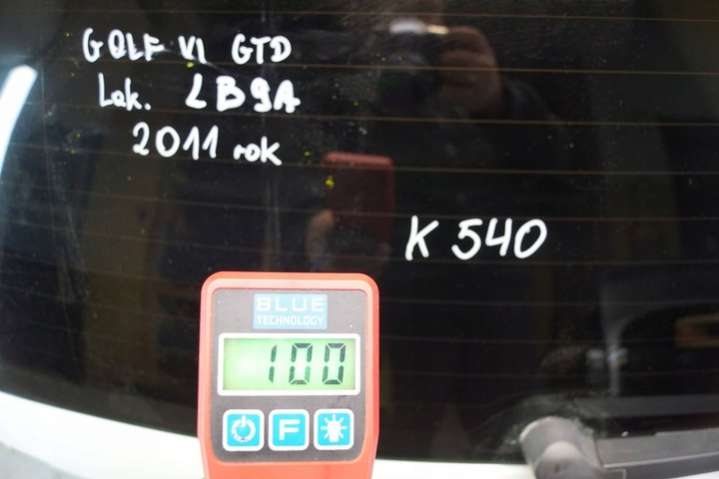 GOLF VI GTD
Lak. LB9A
2011 rok
K 540
BLUE
TECHNOLOGY
100
F